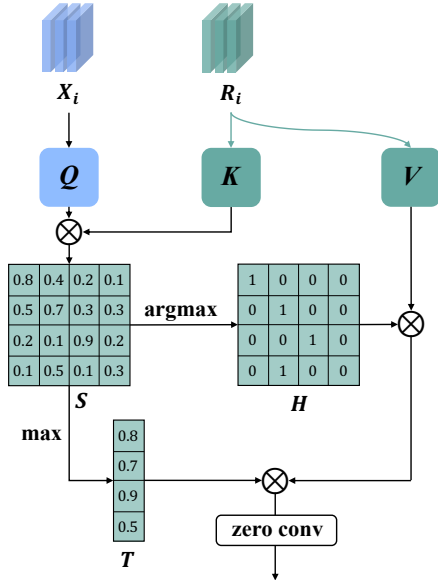 X_i R_i
Q K V
0.8 0.4 0.2 0.1
0.5 0.7 0.3 0.3
0.2 0.1 0.9 0.2
0.1 0.5 0.1 0.3
S
argmax
1 0 0 0
0 1 0 0
0 0 1 0
0 1 0 0
H
max
0.8
0.7
0.9
0.5
T
zero conv